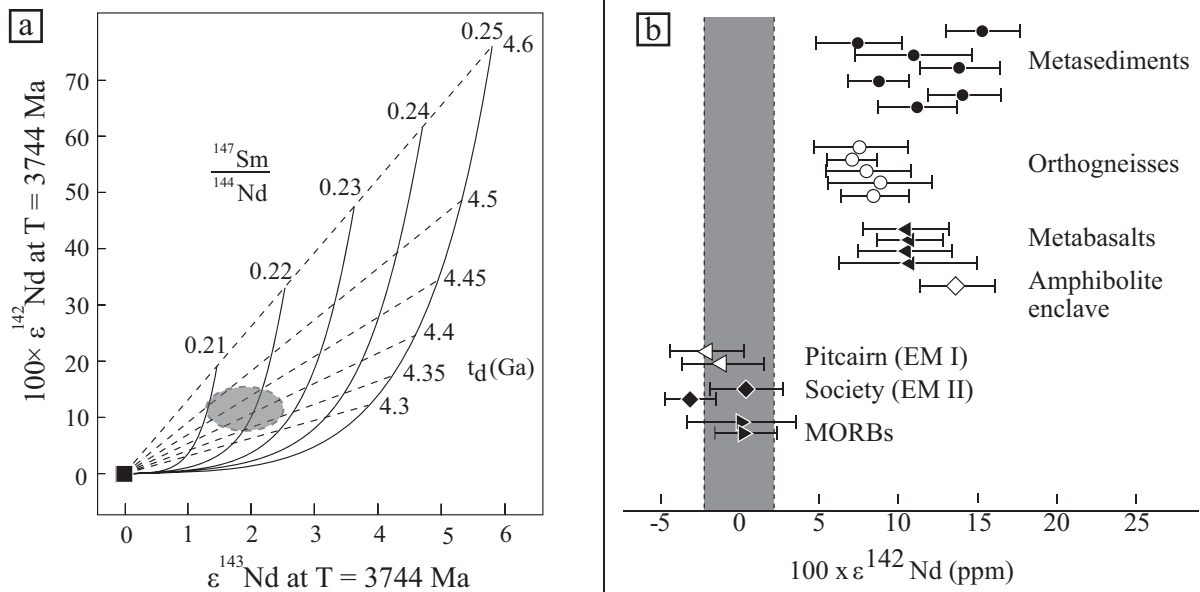 a
100× ε¹⁴²Nd at T = 3744 Ma
70
60
50
40
30
20
10
0
¹⁴⁷Sm
¹⁴⁴Nd
0.21
0.22
0.23
0.24
0.25
4.6
4.5
4.45
4.4
4.35
4.3
t_d(Ga)
0 1 2 3 4 5 6
ε¹⁴³Nd at T = 3744 Ma
b
Metasediments
Orthogneisses
Metabasalts
Amphibolite
enclave
Pitcairn (EM I)
Society (EM II)
MORBs
-5 0 5 10 15 20 25
100 x ε¹⁴² Nd (ppm)